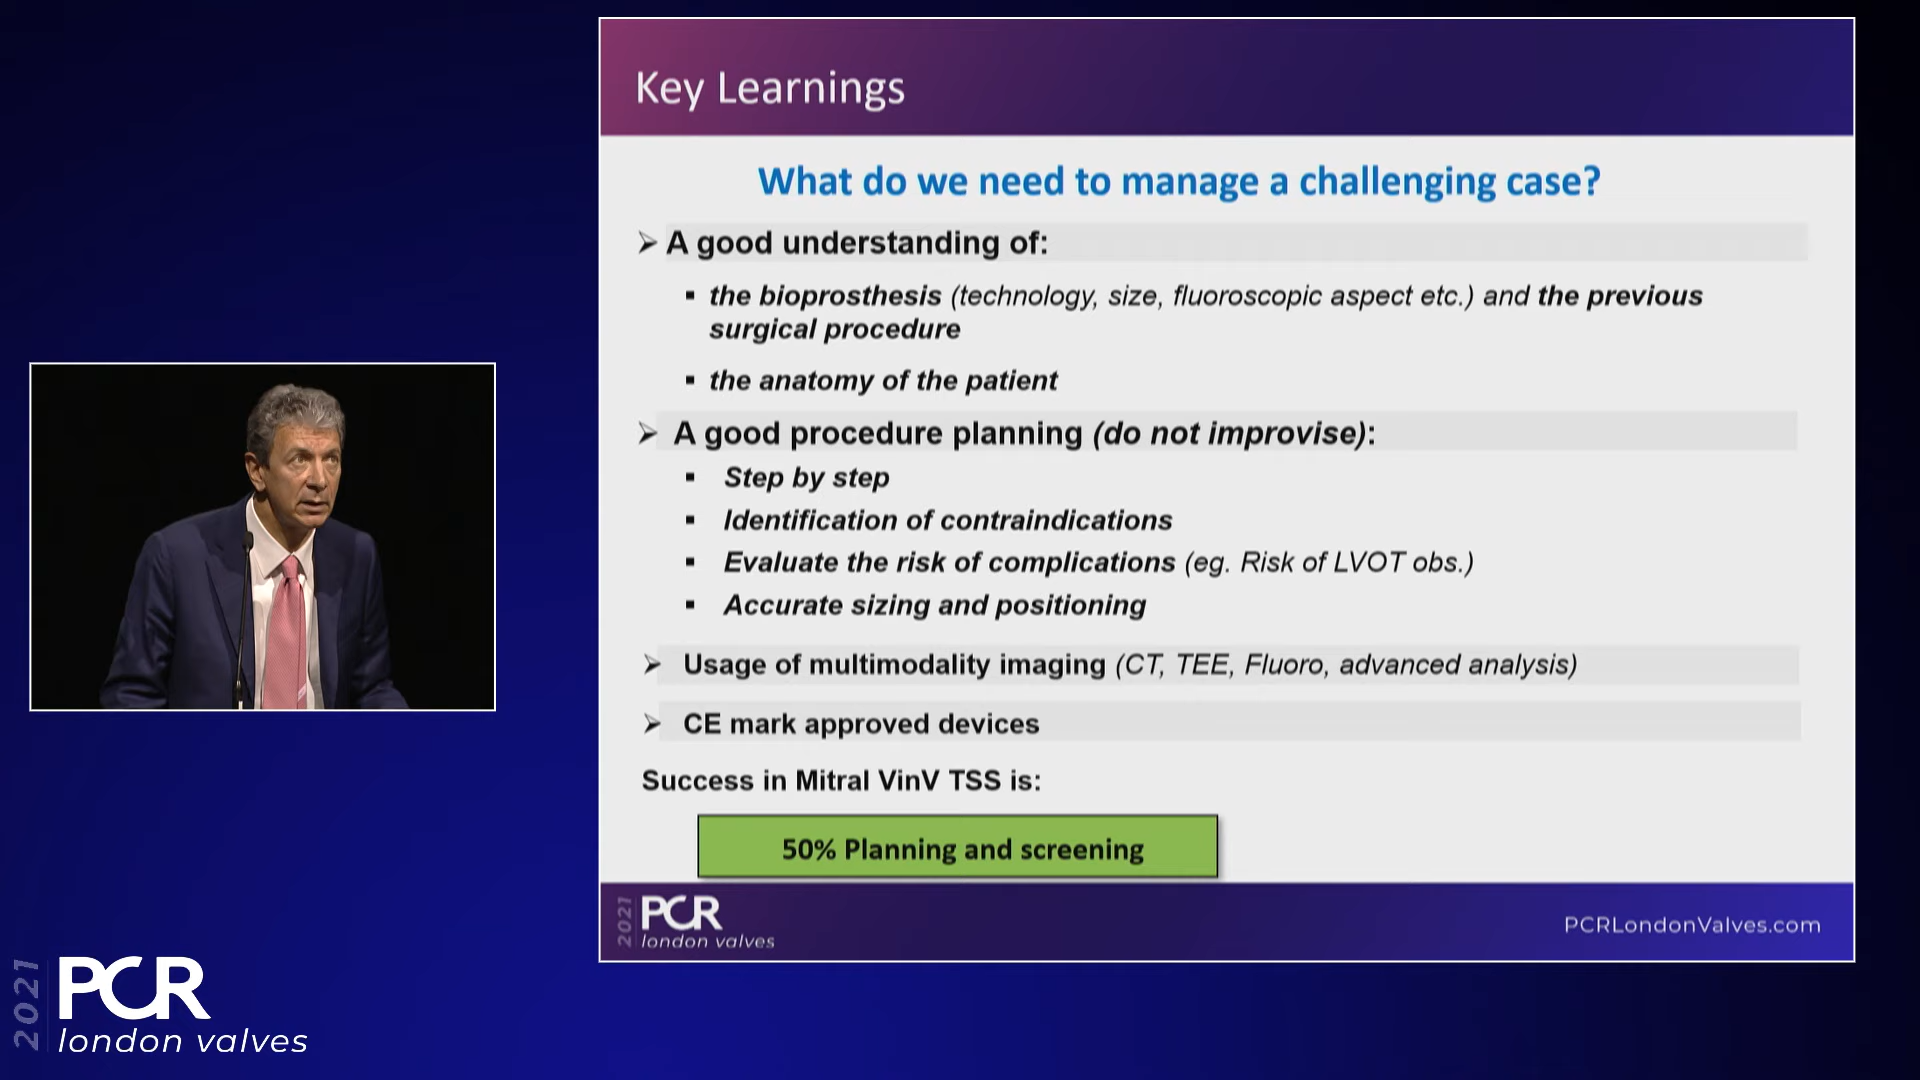 Key Learnings
What do we need to manage a challenging case?
➢ A good understanding of:
▪ the bioprosthesis (technology, size, fluoroscopic aspect etc.) and the previous
surgical procedure
▪ the anatomy of the patient
➢ A good procedure planning (do not improvise):
▪ Step by step
▪ Identification of contraindications
▪ Evaluate the risk of complications (eg. Risk of LVOT obs.)
▪ Accurate sizing and positioning
➢ Usage of multimodality imaging (CT, TEE, Fluoro, advanced analysis)
➢ CE mark approved devices
Success in Mitral VinV TSS is:
50% Planning and screening
2021
PCR
london valves
PCRLondonValves.com
2021
PCR
london valves